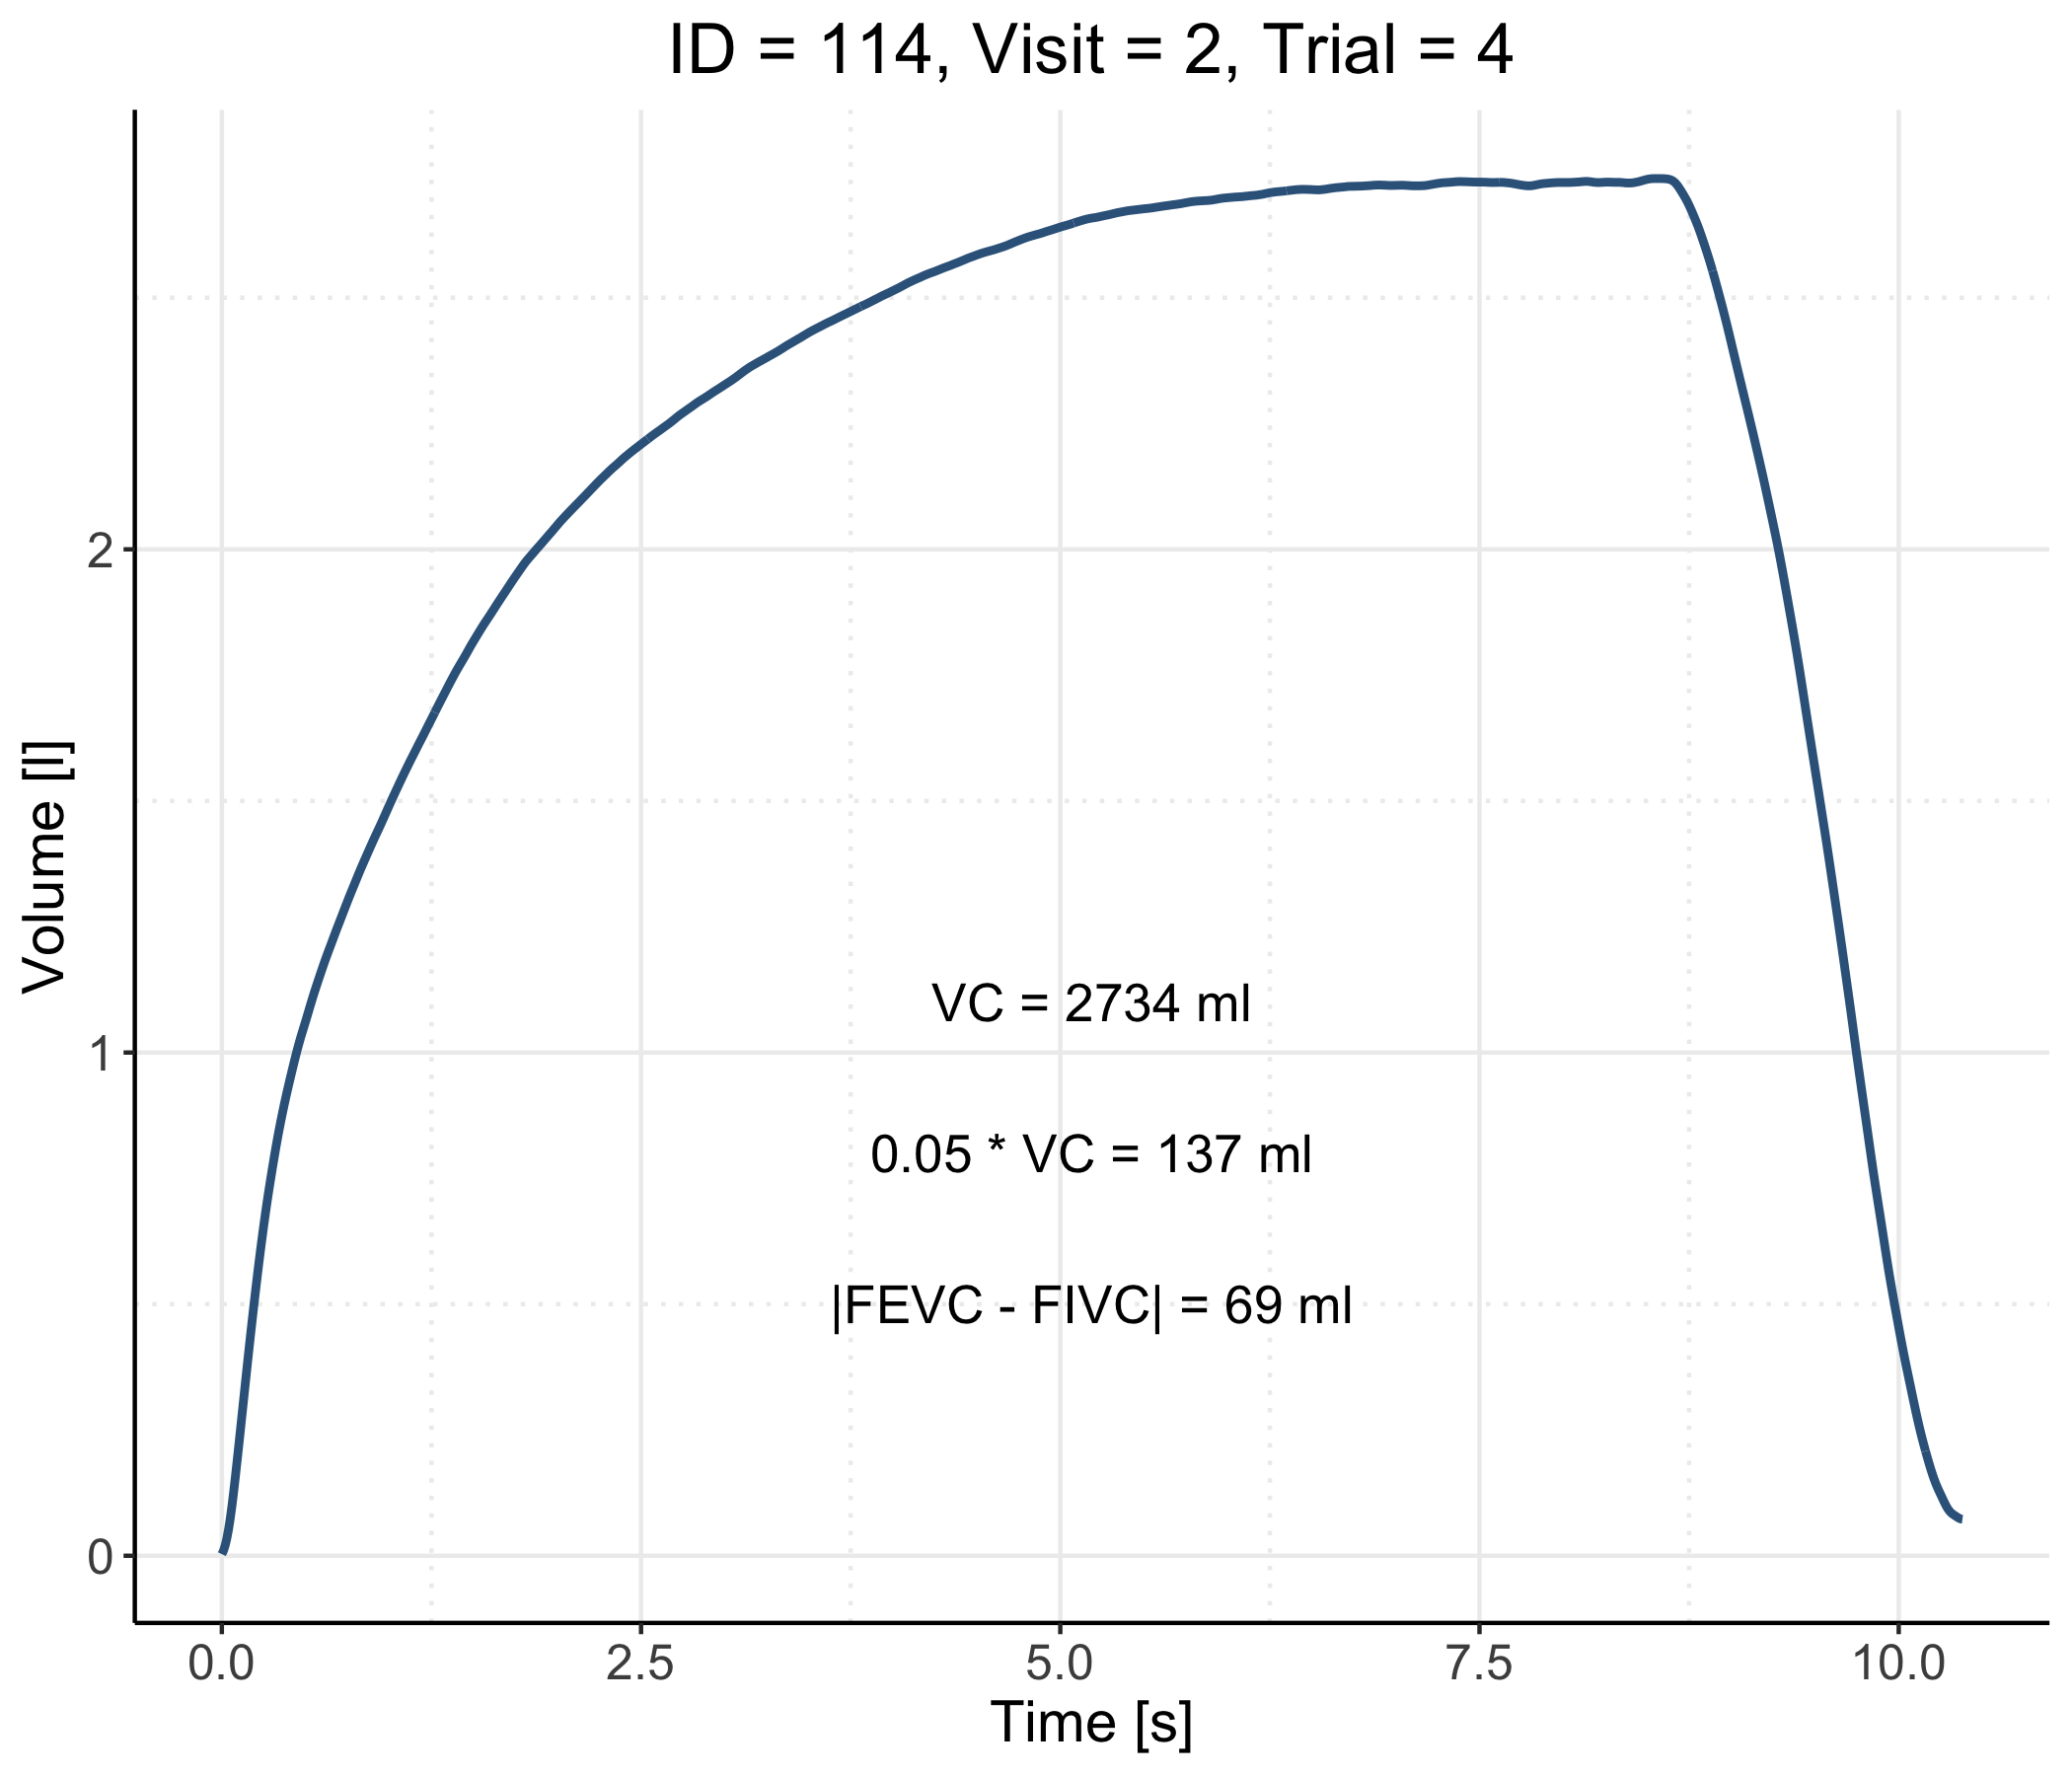 ID = 114, Visit = 2, Trial = 4
Volume [l]
2
1
0
VC = 2734 ml
0.05 * VC = 137 ml
|FEVC - FIVC| = 69 ml
0.0 2.5 5.0 7.5 10.0
Time [s]